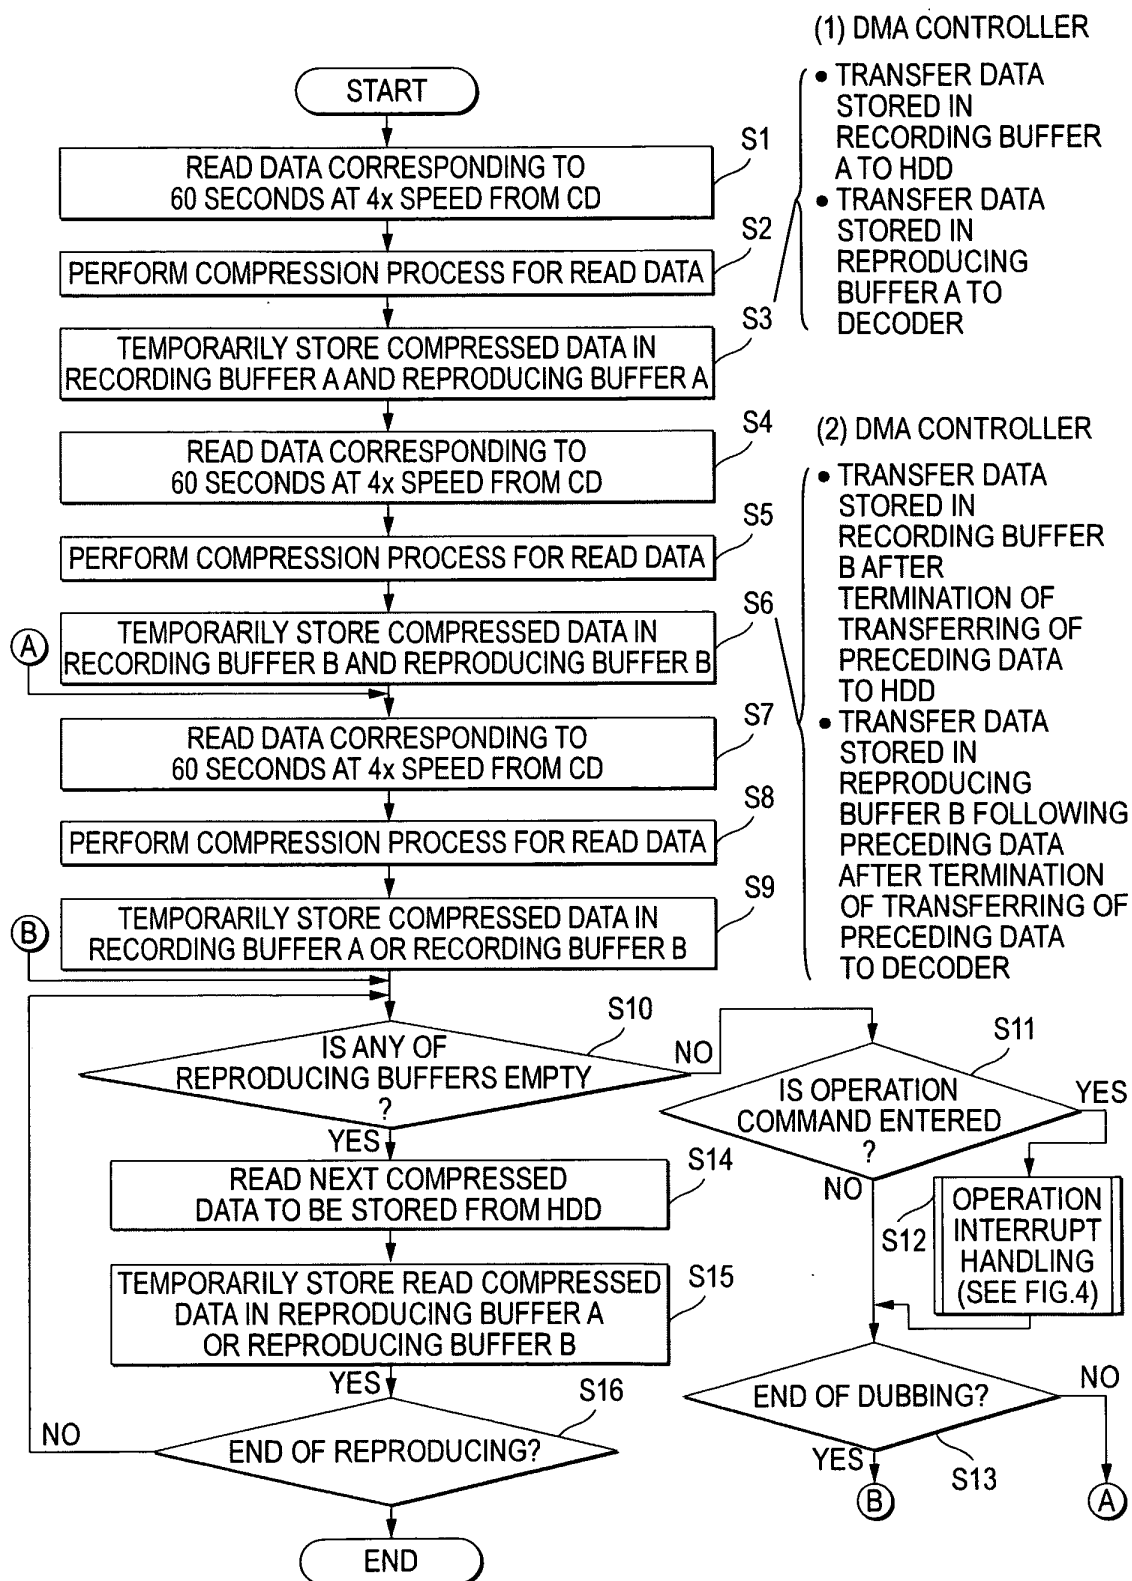 START
READ DATA CORRESPONDING TO
60 SECONDS AT 4x SPEED FROM CD
S1
PERFORM COMPRESSION PROCESS FOR READ DATA
S2
TEMPORARILY STORE COMPRESSED DATA IN
RECORDING BUFFER A AND REPRODUCING BUFFER A
S3
(1) DMA CONTROLLER
• TRANSFER DATA
STORED IN
RECORDING BUFFER
A TO HDD
• TRANSFER DATA
STORED IN
REPRODUCING
BUFFER A TO
DECODER
READ DATA CORRESPONDING TO
60 SECONDS AT 4x SPEED FROM CD
S4
PERFORM COMPRESSION PROCESS FOR READ DATA
S5
TEMPORARILY STORE COMPRESSED DATA IN
RECORDING BUFFER B AND REPRODUCING BUFFER B
S6
(2) DMA CONTROLLER
• TRANSFER DATA
STORED IN
RECORDING BUFFER
B AFTER
TERMINATION OF
TRANSFERRING OF
PRECEDING DATA
TO HDD
• TRANSFER DATA
STORED IN
REPRODUCING
BUFFER B FOLLOWING
PRECEDING DATA
AFTER TERMINATION
OF TRANSFERRING OF
PRECEDING DATA
TO DECODER
A
READ DATA CORRESPONDING TO
60 SECONDS AT 4x SPEED FROM CD
S7
PERFORM COMPRESSION PROCESS FOR READ DATA
S8
TEMPORARILY STORE COMPRESSED DATA IN
RECORDING BUFFER A OR RECORDING BUFFER B
S9
B
IS ANY OF
REPRODUCING BUFFERS EMPTY
?
S10
NO
YES
IS OPERATION
COMMAND ENTERED
?
S11
YES
NO
OPERATION
INTERRUPT
HANDLING
(SEE FIG.4)
S12
READ NEXT COMPRESSED
DATA TO BE STORED FROM HDD
S14
TEMPORARILY STORE READ COMPRESSED
DATA IN REPRODUCING BUFFER A
OR REPRODUCING BUFFER B
S15
YES
END OF REPRODUCING?
S16
NO
END OF DUBBING?
S13
NO
YES
B
A
END